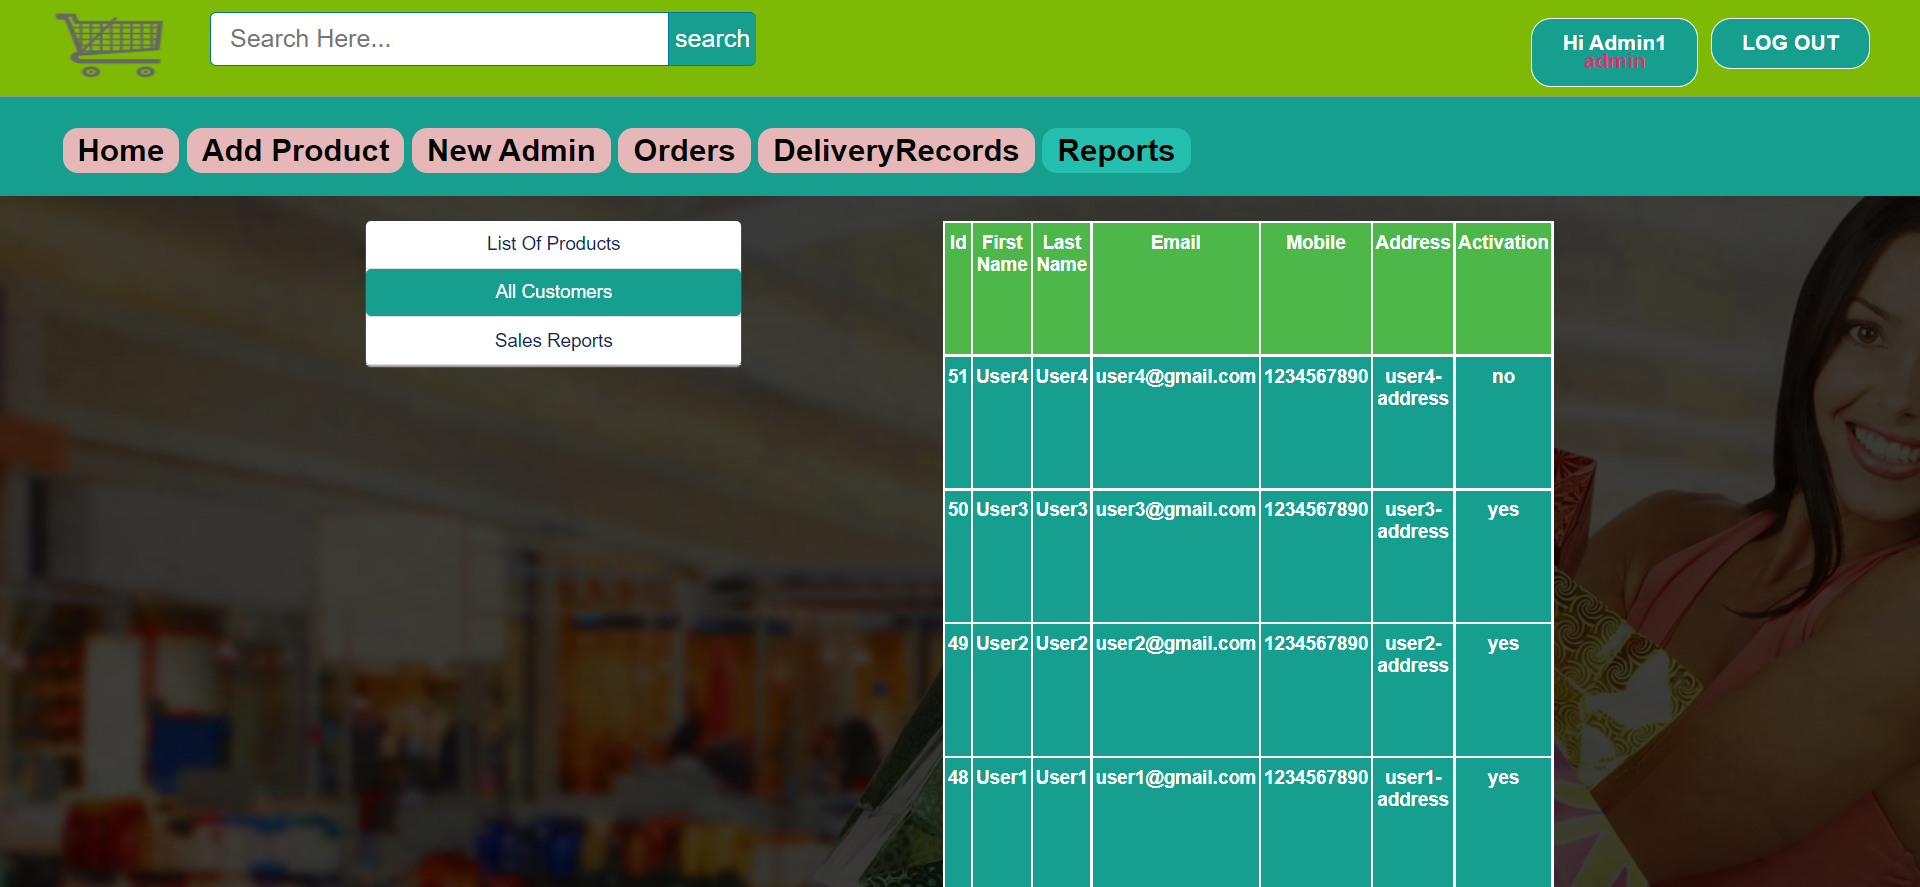 Search Here...
search
Hi Admin1
admin
LOG OUT
Home Add Product New Admin Orders DeliveryRecords Reports
List Of Products
All Customers
Sales Reports
Id First Name Last Name Email Mobile Address Activation
51 User4 User4 user4@gmail.com 1234567890 user4-address no
50 User3 User3 user3@gmail.com 1234567890 user3-address yes
49 User2 User2 user2@gmail.com 1234567890 user2-address yes
48 User1 User1 user1@gmail.com 1234567890 user1-address yes